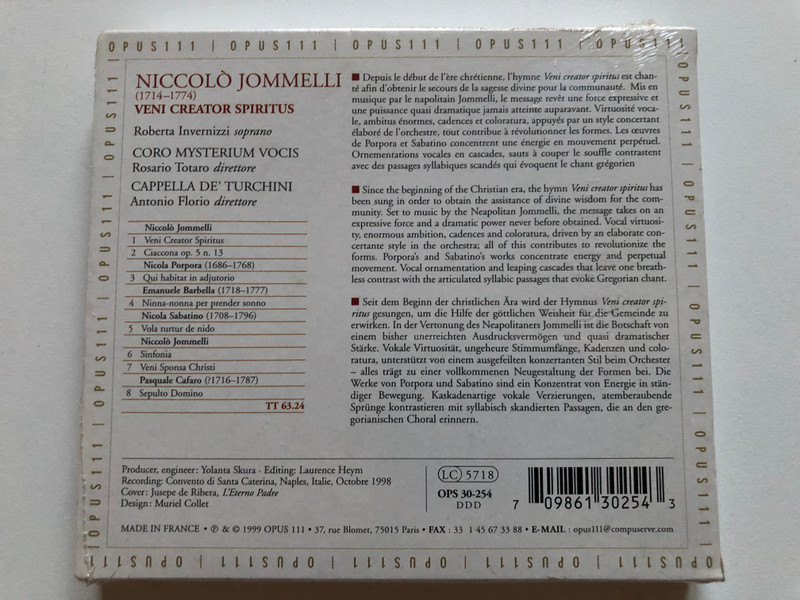 OPUS111 | OPUS111 | OPUS111 | OPUS111 | OPUS111
NICCOLÒ JOMMELLI
(1714–1774)
VENI CREATOR SPIRITUS
Roberta Invernizzi soprano
CORO MYSTERIUM VOCIS
Rosario Totaro direttore
CAPPELLA DE' TURCHINI
Antonio Florio direttore
Niccolò Jommelli
1 Veni Creator Spiritus
2 Ciaccona op. 5 n. 13
Nicola Porpora (1686–1768)
3 Qui habitat in adjutorio
Emanuele Barbella (1718–1777)
4 Ninna-nonna per prender sonno
Nicola Sabatino (1708–1796)
5 Vola turtur de nido
Niccolò Jommelli
6 Sinfonia
7 Veni Sponsa Christi
Pasquale Cafaro (?1716–1787)
8 Sepulto Domino
TT 63.24
■ Depuis le début de l'ère chrétienne, l'hymne Veni creator spiritus est chan-
té afin d'obtenir le secours de la sagesse divine pour la communauté. Mis en
musique par le napolitain Jommelli, le message revêt une force expressive et
une puissance quasi dramatique jamais atteinte auparavant. Virtuosité voca-
le, ambitus énormes, cadences et coloratura, appuyés par un style concertant
élaboré de l'orchestre, tout contribue à révolutionner les formes. Les œuvres
de Porpora et Sabatino concentrent une énergie en mouvement perpétuel.
Ornementations vocales en cascades, sauts à couper le souffle contrastent
avec des passages syllabiques scandés qui évoquent le chant grégorien
■ Since the beginning of the Christian era, the hymn Veni creator spiritus has
been sung in order to obtain the assistance of divine wisdom for the com-
munity. Set to music by the Neapolitan Jommelli, the message takes on an
expressive force and a dramatic power never before obtained. Vocal virtuosi-
ty, enormous ambition, cadences and coloratura, driven by an elaborate con-
certante style in the orchestra; all of this contributes to revolutionize the
forms. Porpora's and Sabatino's works concentrate energy and perpetual
movement. Vocal ornamentation and leaping cascades that leave one breath-
less contrast with the articulated syllabic passages that evoke Gregorian chant.
■ Seit dem Beginn der christlichen Ära wird der Hymnus Veni creator spi-
ritus gesungen, um die Hilfe der göttlichen Weisheit für die Gemeinde zu
erwirken. In der Vertonung des Neapolitaners Jommelli ist die Botschaft von
einem bisher unerreichten Ausdrucksvermögen und quasi dramatischer
Stärke. Vokale Virtuosität, ungeheure Stimmumfänge, Kadenzen und colo-
ratura, unterstützt von einem ausgefeilten konzertanten Stil beim Orchester
– alles trägt zu einer vollkommenen Neugestaltung der Formen bei. Die
Werke von Porpora und Sabatino sind ein Konzentrat von Energie in stän-
diger Bewegung. Kaskadenartige vokale Verzierungen, atemberaubende
Sprünge kontrastieren mit syllabisch skandierten Passagen, die an den gre-
gorianischen Choral erinnern.
Producer, engineer: Yolanta Skura · Editing: Laurence Heym
Recording: Convento di Santa Caterina, Naples, Italie, Octobre 1998
Cover: Jusepe de Ribera, L'Eterno Padre
Design: Muriel Collet
LC 5718
OPS 30-254
DDD
7 09861 30254 3
MADE IN FRANCE • ℗ & © 1999 OPUS 111 • 37, rue Blomet, 75015 Paris • FAX : 33 1 45 67 33 88 • E-MAIL : opus111@compuserve.com
OPUS111 | OPUS111 | OPUS111 | OPUS111 | OPUS111
OPUS111 | OPUS111 | OPUS111 | OPUS111
OPUS111 | OPUS111 | OPUS111 | OPUS111